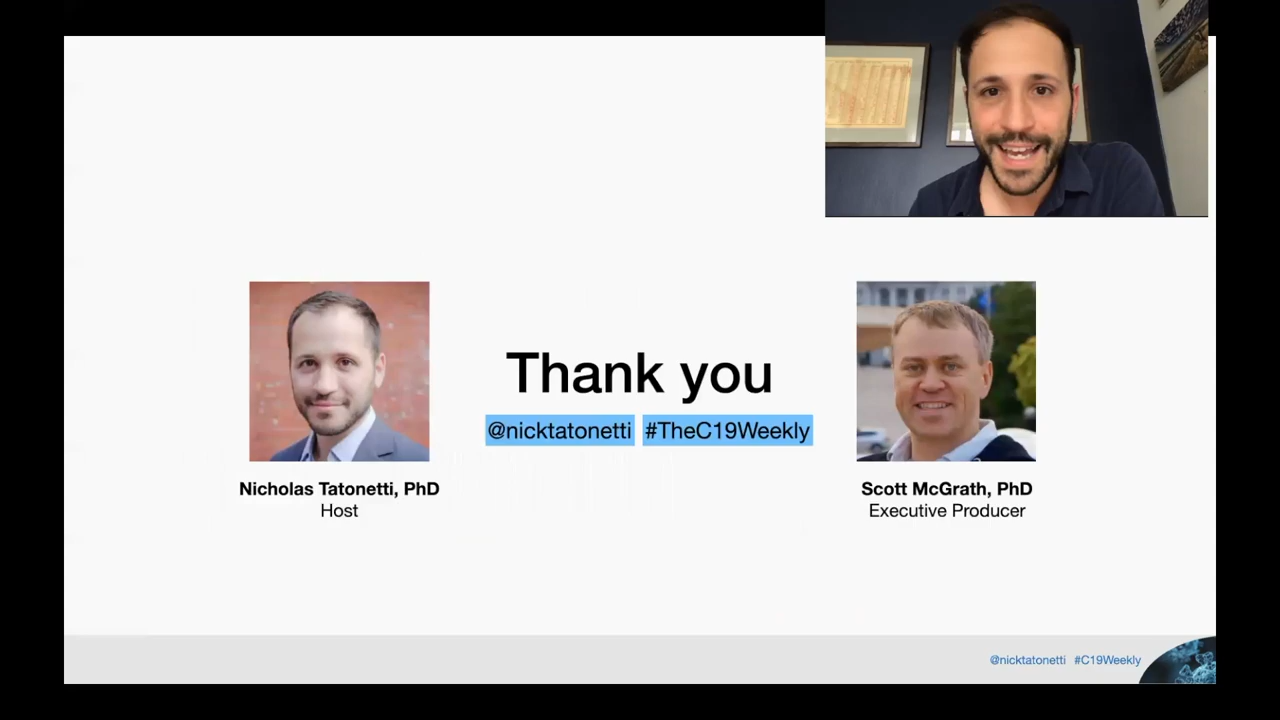 Thank you
@nicktatonetti #TheC19Weekly
Nicholas Tatonetti, PhD
Host
Scott McGrath, PhD
Executive Producer
@nicktatonetti #C19Weekly